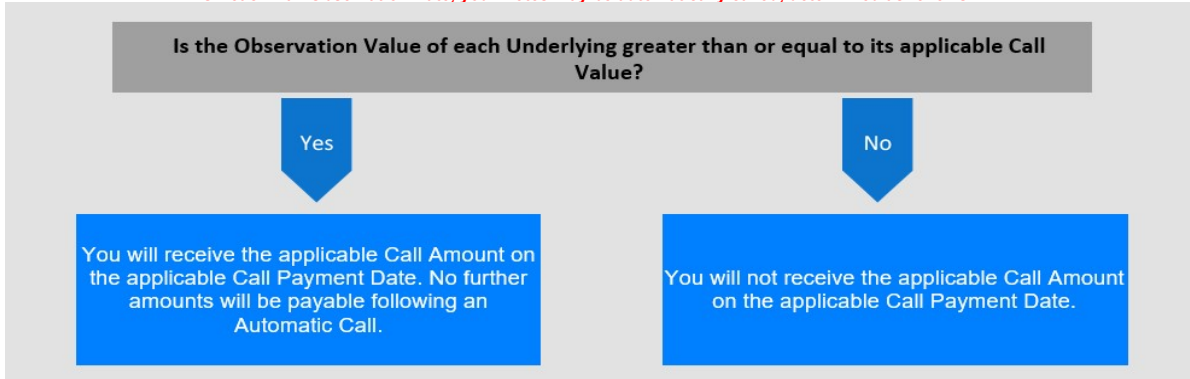 Is the Observation Value of each Underlying greater than or equal to its applicable Call
Value?
Yes
No
You will receive the applicable Call Amount on
the applicable Call Payment Date. No further
amounts will be payable following an
Automatic Call.
You will not receive the applicable Call Amount
on the applicable Call Payment Date.